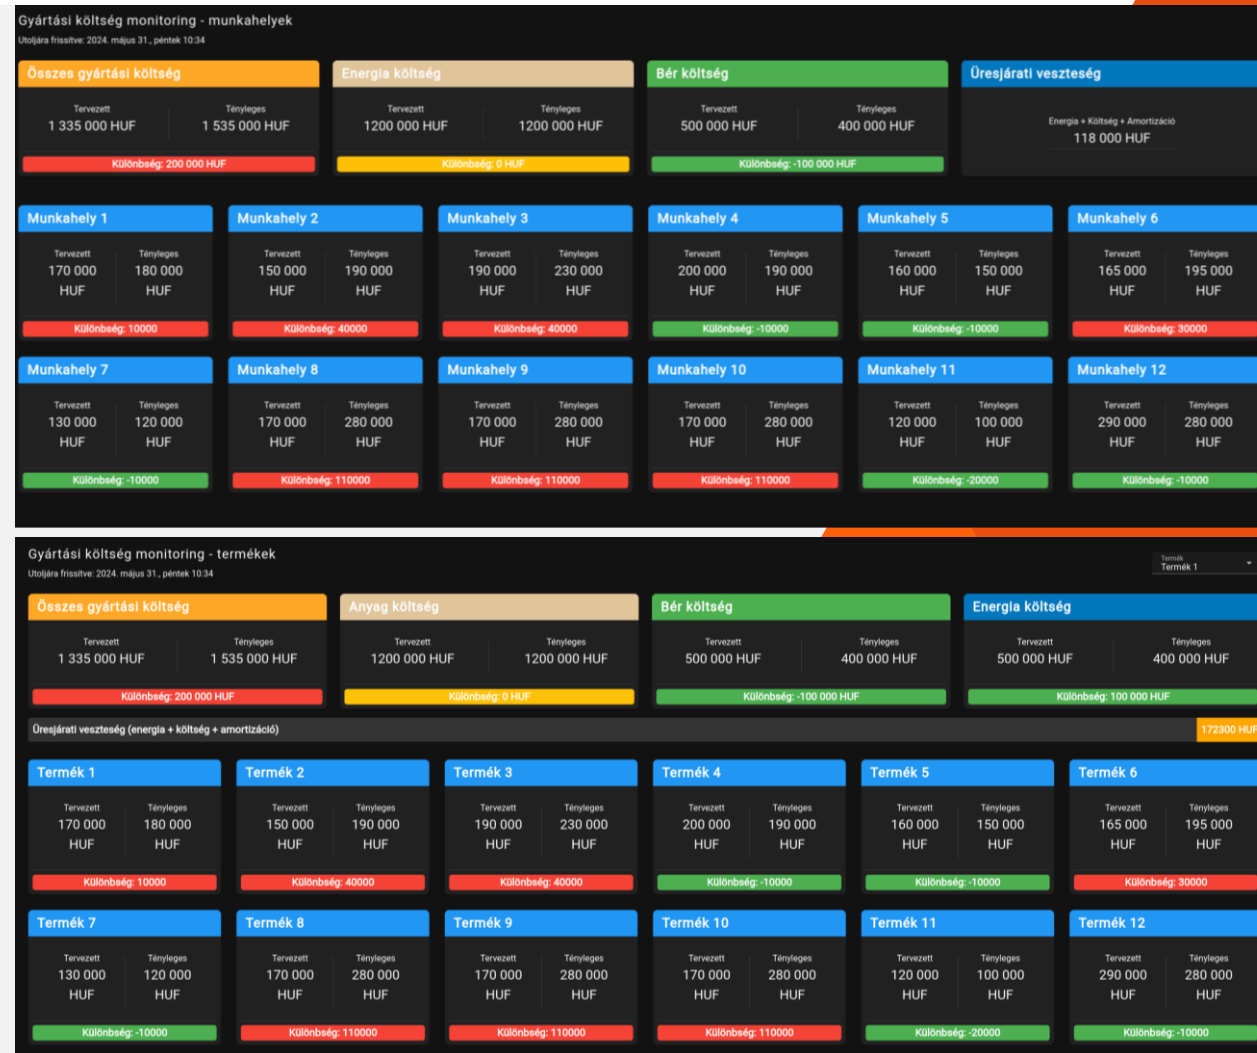 Gyártási költség monitoring - munkahelyek
Utoljára frissítve: 2024. május 31., péntek 10:34
Összes gyártási költség Energia költség Bér költség Üresjárati veszteség
Tervezett Tényleges Tervezett Tényleges Tervezett Tényleges Energia + Költség + Amortizáció
1 335 000 HUF 1 535 000 HUF 1200 000 HUF 1200 000 HUF 500 000 HUF 400 000 HUF 118 000 HUF
Különbség: 200 000 HUF Különbség: 0 HUF Különbség: -100 000 HUF
Munkahely 1 Munkahely 2 Munkahely 3 Munkahely 4 Munkahely 5 Munkahely 6
Tervezett Tényleges Tervezett Tényleges Tervezett Tényleges Tervezett Tényleges Tervezett Tényleges Tervezett Tényleges
170 000 180 000 150 000 190 000 190 000 230 000 200 000 190 000 160 000 150 000 165 000 195 000
HUF HUF HUF HUF HUF HUF HUF HUF HUF HUF HUF HUF
Különbség: 10000 Különbség: 40000 Különbség: 40000 Különbség: -10000 Különbség: -10000 Különbség: 30000
Munkahely 7 Munkahely 8 Munkahely 9 Munkahely 10 Munkahely 11 Munkahely 12
Tervezett Tényleges Tervezett Tényleges Tervezett Tényleges Tervezett Tényleges Tervezett Tényleges Tervezett Tényleges
130 000 120 000 170 000 280 000 170 000 280 000 170 000 280 000 120 000 100 000 290 000 280 000
HUF HUF HUF HUF HUF HUF HUF HUF HUF HUF HUF HUF
Különbség: -10000 Különbség: 110000 Különbség: 110000 Különbség: 110000 Különbség: -20000 Különbség: -10000
Gyártási költség monitoring - termékek
Utoljára frissítve: 2024. május 31., péntek 10:34
Termék
Termék 1
Összes gyártási költség Anyag költség Bér költség Energia költség
Tervezett Tényleges Tervezett Tényleges Tervezett Tényleges Tervezett Tényleges
1 335 000 HUF 1 535 000 HUF 1200 000 HUF 1200 000 HUF 500 000 HUF 400 000 HUF 500 000 HUF 400 000 HUF
Különbség: 200 000 HUF Különbség: 0 HUF Különbség: -100 000 HUF Különbség: 100 000 HUF
Üresjárati veszteség (energia + költség + amortizáció) 172300 HUF
Termék 1 Termék 2 Termék 3 Termék 4 Termék 5 Termék 6
Tervezett Tényleges Tervezett Tényleges Tervezett Tényleges Tervezett Tényleges Tervezett Tényleges Tervezett Tényleges
170 000 180 000 150 000 190 000 190 000 230 000 200 000 190 000 160 000 150 000 165 000 195 000
HUF HUF HUF HUF HUF HUF HUF HUF HUF HUF HUF HUF
Különbség: 10000 Különbség: 40000 Különbség: 40000 Különbség: -10000 Különbség: -10000 Különbség: 30000
Termék 7 Termék 8 Termék 9 Termék 10 Termék 11 Termék 12
Tervezett Tényleges Tervezett Tényleges Tervezett Tényleges Tervezett Tényleges Tervezett Tényleges Tervezett Tényleges
130 000 120 000 170 000 280 000 170 000 280 000 170 000 280 000 120 000 100 000 290 000 280 000
HUF HUF HUF HUF HUF HUF HUF HUF HUF HUF HUF HUF
Különbség: -10000 Különbség: 110000 Különbség: 110000 Különbség: 110000 Különbség: -20000 Különbség: -10000